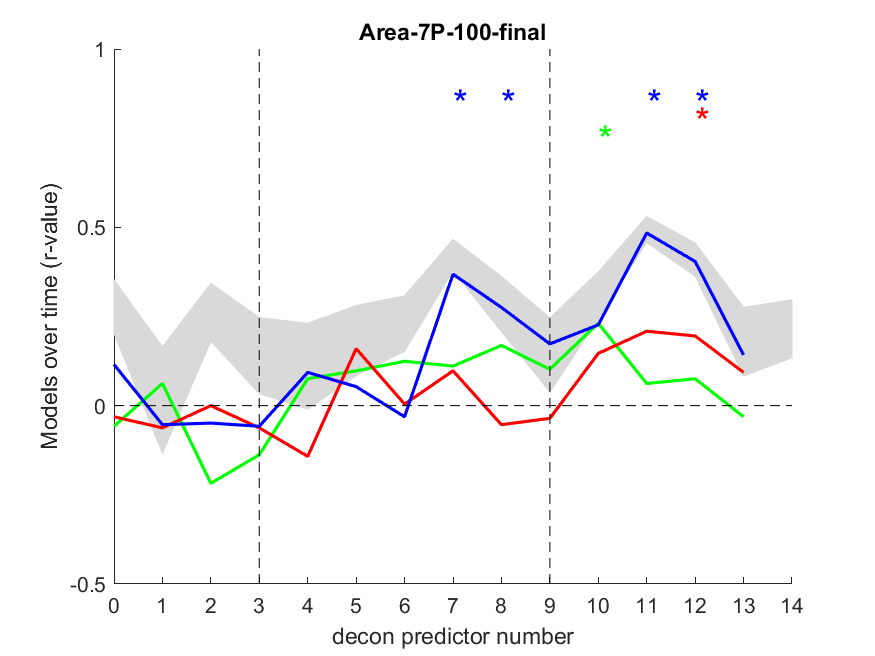 Area-7P-100-final
Models over time (r-value)
1
0.5
0
-0.5
0 1 2 3 4 5 6 7 8 9 10 11 12 13 14
decon predictor number
* * * *
*
*